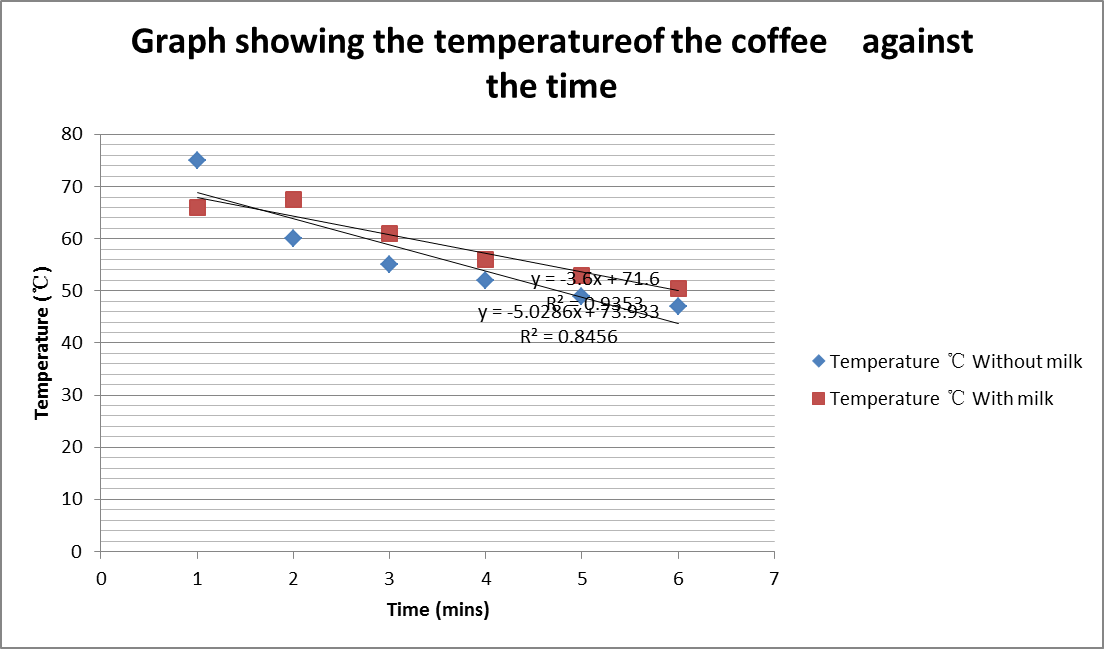 Graph showing the temperatureof the coffee    against
the time
80
70
60
50
40
30
20
10
0
Temperature (℃)
y = -3.6x + 71.6
R² = 0.9353
y = -5.0286x + 73.933
R² = 0.8456
Temperature ℃ Without milk
Temperature ℃ With milk
0 1 2 3 4 5 6 7
Time (mins)